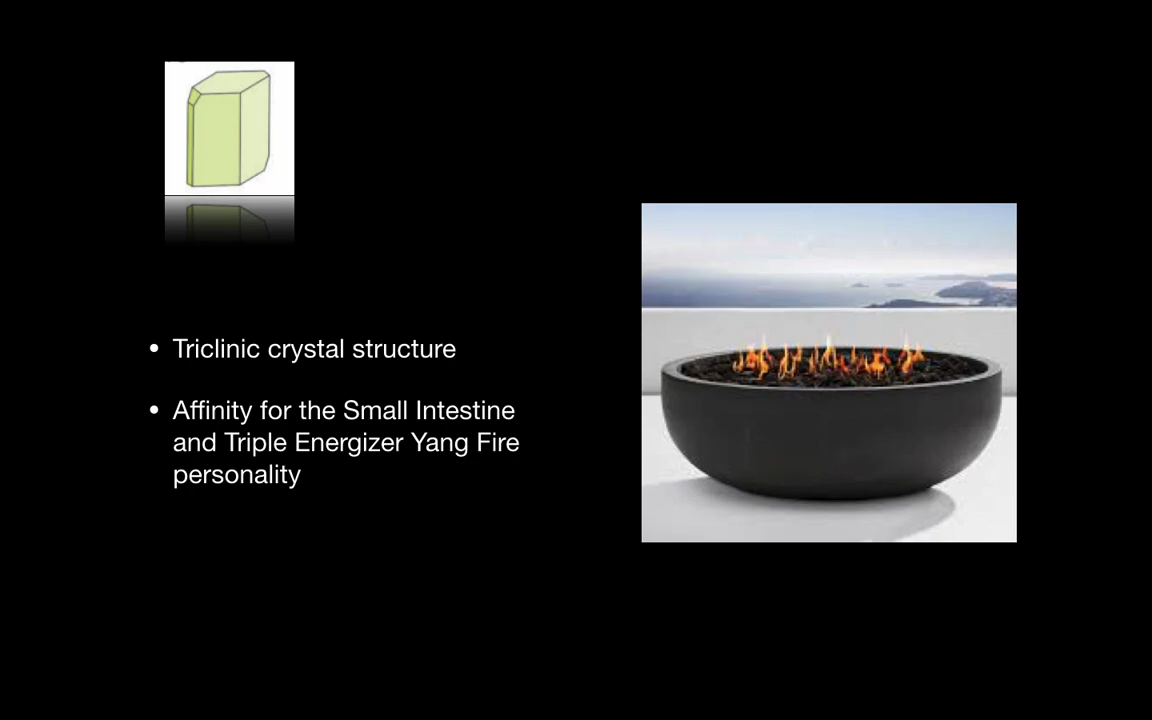 • Triclinic crystal structure
• Affinity for the Small Intestine
and Triple Energizer Yang Fire
personality